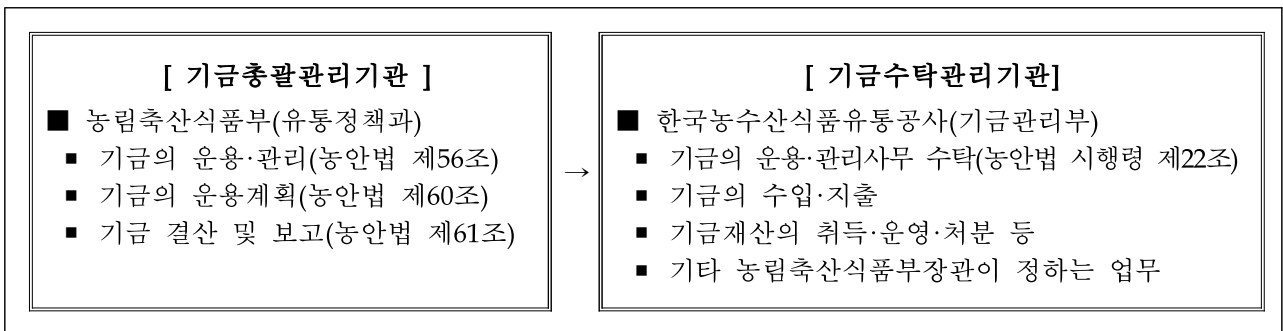 [ 기금총괄관리기관 ]
■ 농림축산식품부(유통정책과)
▪ 기금의 운용·관리(농안법 제56조)
▪ 기금의 운용계획(농안법 제60조)
▪ 기금 결산 및 보고(농안법 제61조)
→
[ 기금수탁관리기관]
■ 한국농수산식품유통공사(기금관리부)
▪ 기금의 운용·관리사무 수탁(농안법 시행령 제22조)
▪ 기금의 수입·지출
▪ 기금재산의 취득·운영·처분 등
▪ 기타 농림축산식품부장관이 정하는 업무